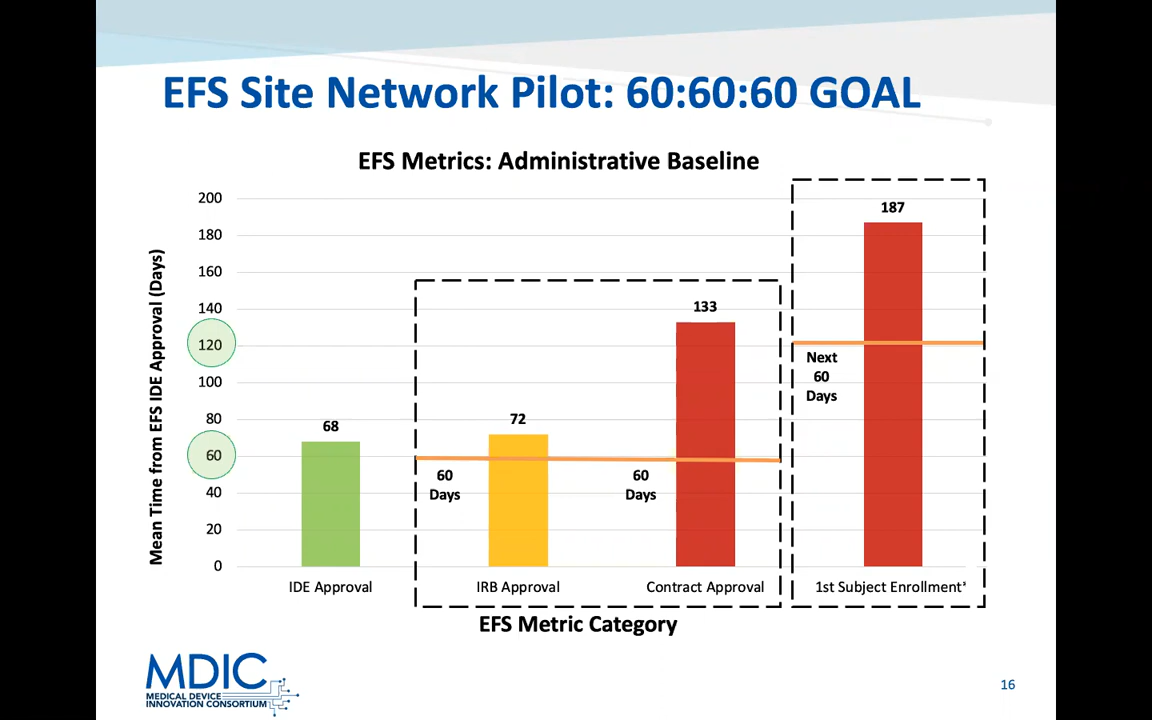 EFS Site Network Pilot: 60:60:60 GOAL
EFS Metrics: Administrative Baseline
Mean Time from EFS IDE Approval (Days)
200
180
160
140
120
100
80
60
40
20
0
68
72
133
187
60
Days
60
Days
Next
60
Days
IDE Approval
IRB Approval
Contract Approval
1st Subject Enrollment³
EFS Metric Category
MDIC
MEDICAL DEVICE
INNOVATION CONSORTIUM
16